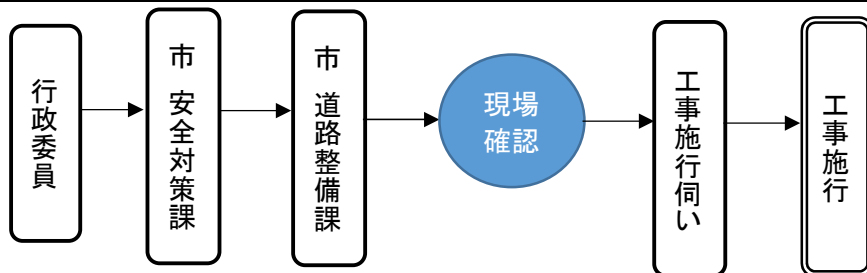 行政委員
市 安全対策課
市 道路整備課
現場
確認
工事施行伺い
工事施行